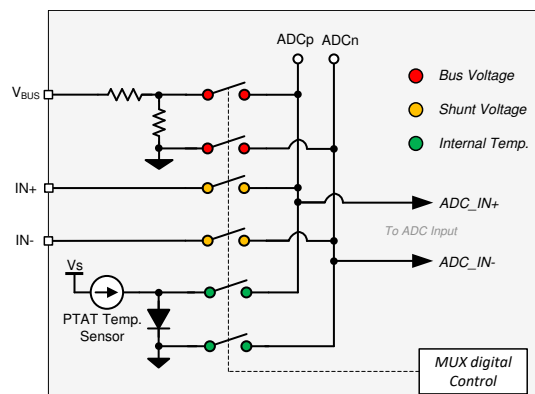 ADCp ADCn
VBUS
Bus Voltage
Shunt Voltage
Internal Temp.
IN+
ADC_IN+
To ADC Input
IN-
ADC_IN-
Vs
PTAT Temp.
Sensor
MUX digital
Control